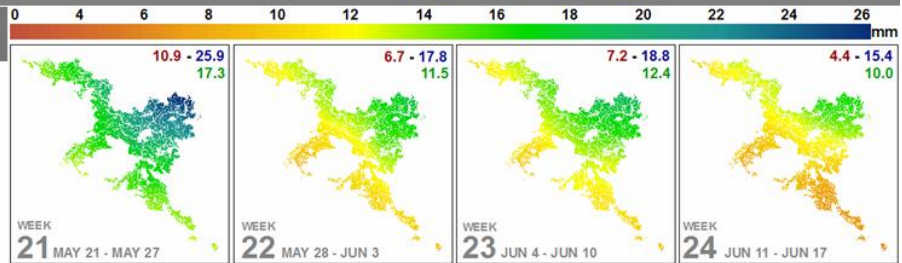 0 4 6 8 10 12 14 16 18 20 22 24 26
mm
10.9 - 25.9
17.3
WEEK
21 MAY 21 - MAY 27
6.7 - 17.8
11.5
WEEK
22 MAY 28 - JUN 3
7.2 - 18.8
12.4
WEEK
23 JUN 4 - JUN 10
4.4 - 15.4
10.0
WEEK
24 JUN 11 - JUN 17